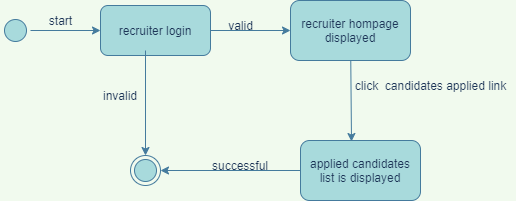 start
recruiter login
valid
recruiter hompage
displayed
invalid
click candidates applied link
successful
applied candidates
list is displayed